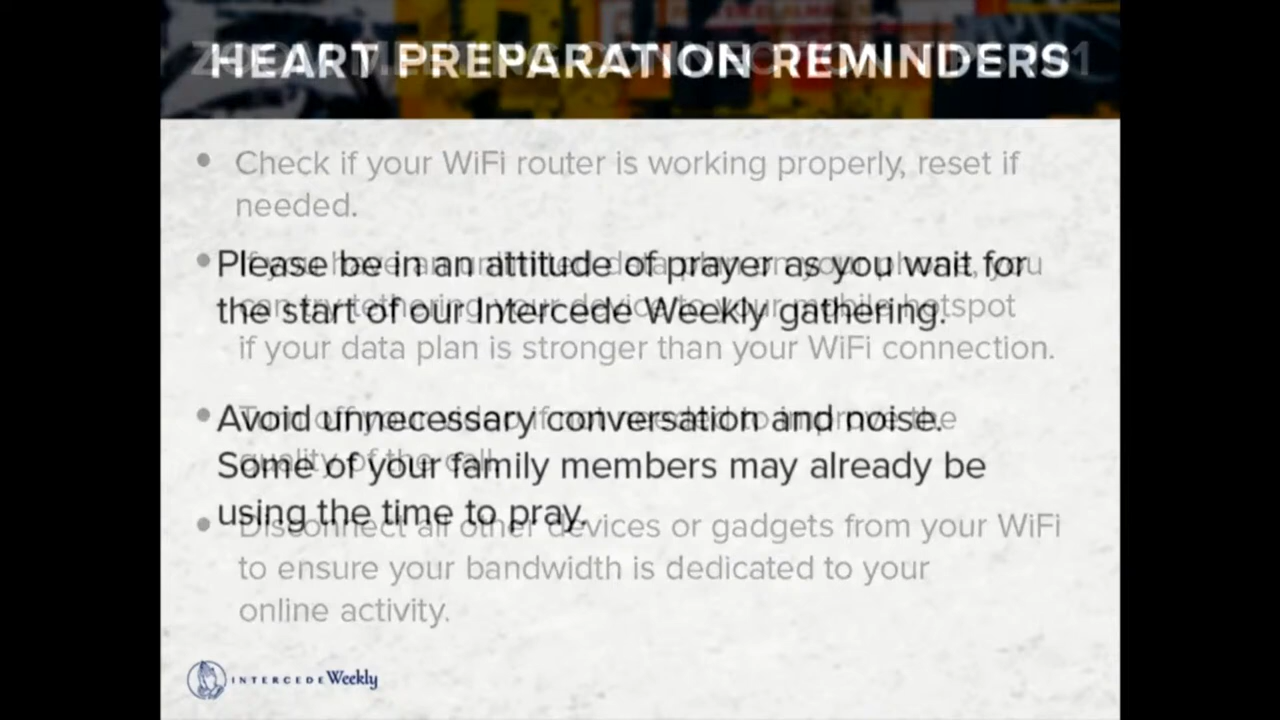 HEART PREPARATION REMINDERS
Check if your WiFi router is working properly, reset if
needed.
Please be in an attitude of prayer as you wait for
the start of our Intercede Weekly gathering.
if your data plan is stronger than your WiFi connection.
Avoid unnecessary conversation and noise.
Some of your family members may already be
using the time to pray.
Disconnect all other devices or gadgets from your WiFi
to ensure your bandwidth is dedicated to your
online activity.
INTERCEDE Weekly